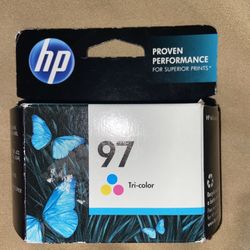 hp
PROVEN
PERFORMANCE
FOR SUPERIOR PRINTS*
97
Tri-color